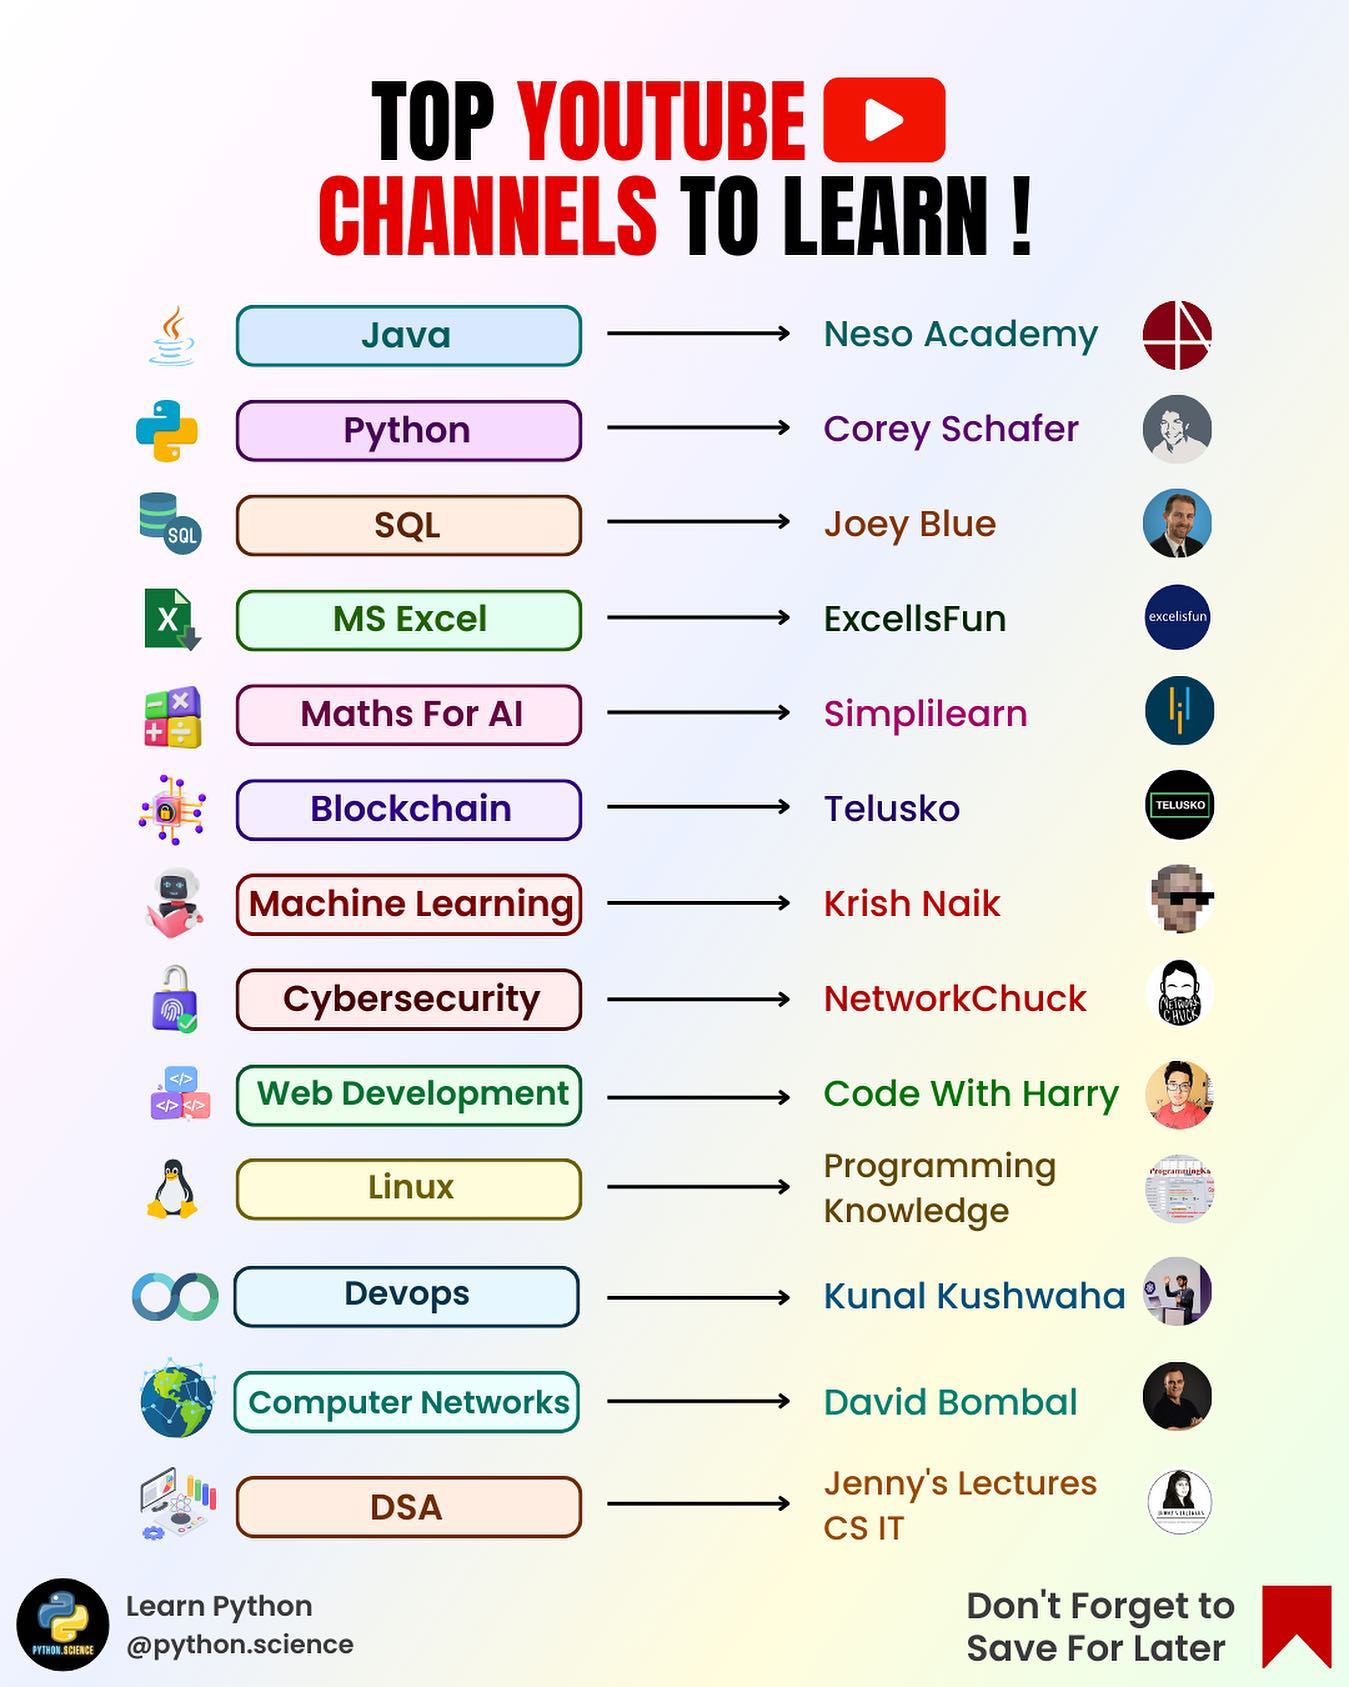 TOP YOUTUBE
CHANNELS TO LEARN !
Java
Neso Academy
Python
Corey Schafer
SQL
SQL
Joey Blue
X
MS Excel
ExcellsFun
excelisfun
Maths For AI
Simplilearn
Blockchain
Telusko
TELUSKO
Machine Learning
Krish Naik
Cybersecurity
NetworkChuck
NETWORK
CHUCK
</>
</> </>
Web Development
Code With Harry
Linux
Programming
Knowledge
Devops
Kunal Kushwaha
Computer Networks
David Bombal
DSA
Jenny's Lectures
CS IT
PYTHON.SCIENCE
Learn Python
@python.science
Don't Forget to
Save For Later